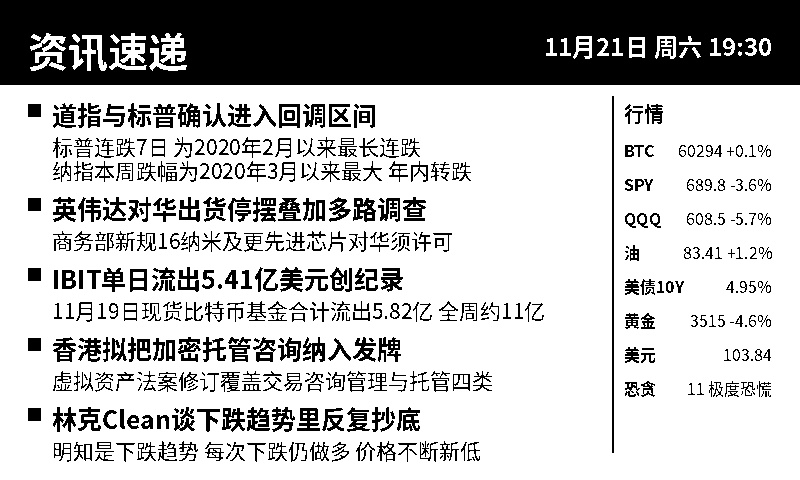 资讯速递
11月21日 周六 19:30
道指与标普确认进入回调区间
标普连跌7日 为2020年2月以来最长连跌
纳指本周跌幅为2020年3月以来最大 年内转跌
英伟达对华出货停摆叠加多路调查
商务部新规16纳米及更先进芯片对华须许可
IBIT单日流出5.41亿美元创纪录
11月19日现货比特币基金合计流出5.82亿 全周约11亿
香港拟把加密托管咨询纳入发牌
虚拟资产法案修订覆盖交易咨询管理与托管四类
林克Clean谈下跌趋势里反复抄底
明知是下跌趋势 每次下跌仍做多 价格不断新低
行情
BTC 60294 +0.1%
SPY 689.8 -3.6%
QQQ 608.5 -5.7%
油 83.41 +1.2%
美债10Y 4.95%
黄金 3515 -4.6%
美元 103.84
恐贪 11 极度恐慌